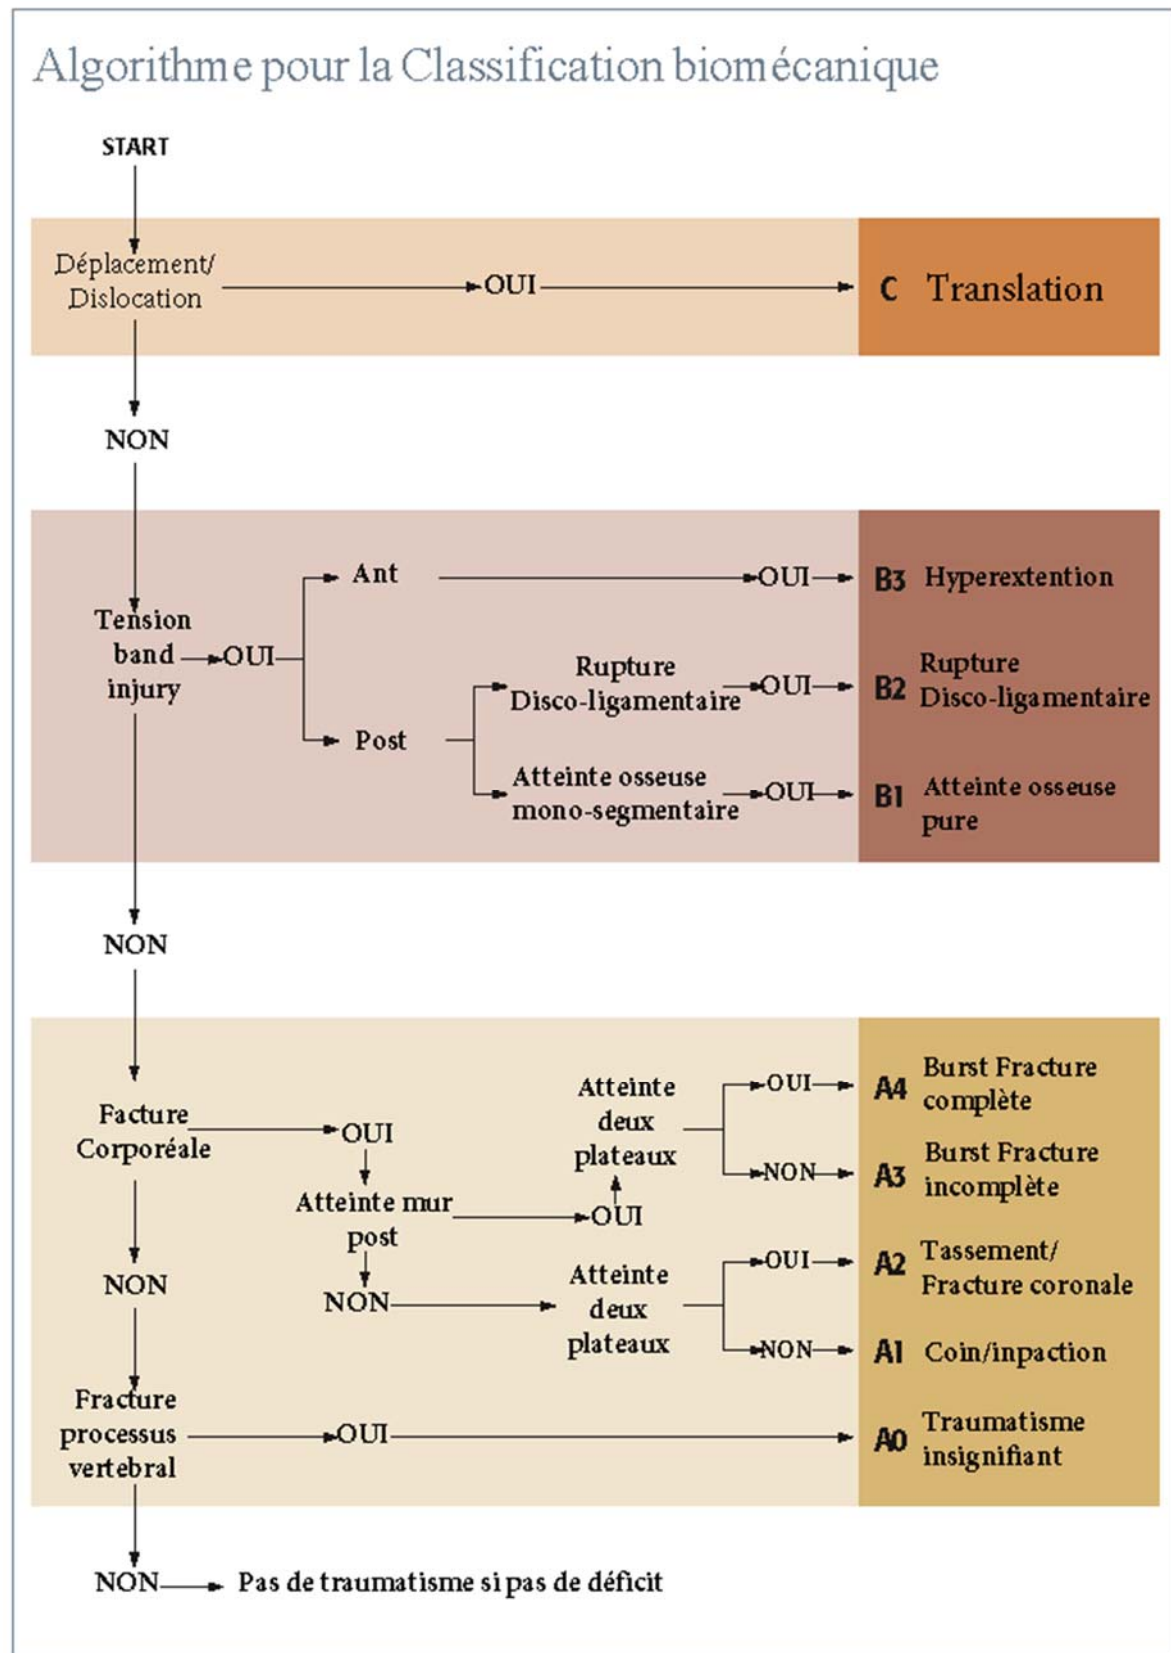 Algorithme pour la Classification biomécanique
START
Déplacement/
Dislocation
OUI
C Translation
NON
Tension
band
injury
OUI
Ant
OUI
B3 Hyperextention
Post
Rupture
Disco-ligamentaire
OUI
B2 Rupture
Disco-ligamentaire
Atteinte osseuse
mono-segmentaire
OUI
B1 Atteinte osseuse
pure
NON
Facture
Corporéale
OUI
Atteinte mur
post
OUI
Atteinte
deux
plateaux
OUI
A4 Burst Fracture
complète
NON
A3 Burst Fracture
incomplète
NON
Atteinte
deux
plateaux
OUI
A2 Tassement/
Fracture coronale
NON
A1 Coin/inpaction
NON
Fracture
processus
vertebral
OUI
A0 Traumatisme
insignifiant
NON
Pas de traumatisme si pas de déficit